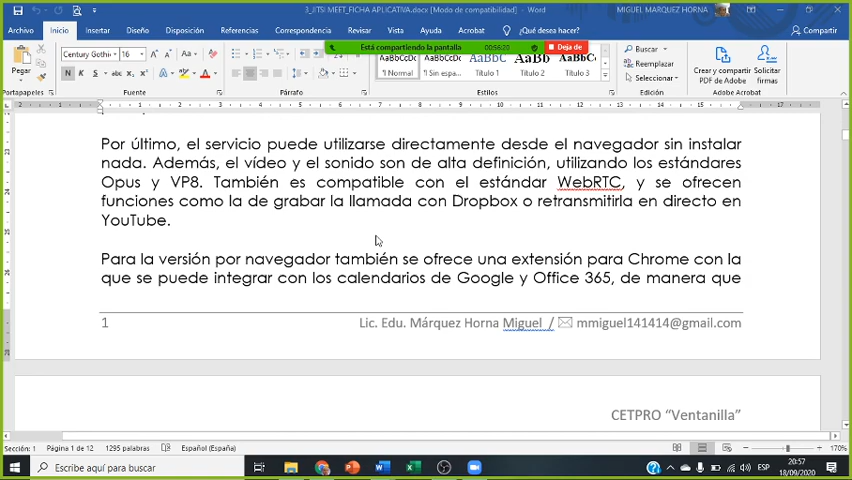 3_JITSI MEET_FICHA APLICATIVA.docx [Modo de compatibilidad] - Word
MIGUEL MARQUEZ HORNA
Archivo Inicio Insertar Diseño Disposición Referencias Correspondencia Revisar Vista Ayuda Acrobat ¿Qué desea hacer? Compartir
Está compartiendo la pantalla 00:56:20 Deja de
Pegar
Century Gothic 16
N K S abc x₂ x²
AaBbCcDc AaBbCcDc AaBbC AaBb AaBbCcC
¶ Normal ¶ Sin espa... Título 1 Título 2 Título 3
Buscar
Reemplazar
Seleccionar
Crear y compartir PDF de Adobe
Solicitar firmas
Portapapeles Fuente Párrafo Estilos Edición Adobe Acrobat
Por último, el servicio puede utilizarse directamente desde el navegador sin instalar
nada. Además, el vídeo y el sonido son de alta definición, utilizando los estándares
Opus y VP8. También es compatible con el estándar WebRTC, y se ofrecen
funciones como la de grabar la llamada con Dropbox o retransmitirla en directo en
YouTube.
Para la versión por navegador también se ofrece una extensión para Chrome con la
que se puede integrar con los calendarios de Google y Office 365, de manera que
1 Lic. Edu. Márquez Horna Miguel / mmiguel141414@gmail.com
CETPRO “Ventanilla”
Sección: 1 Página 1 de 12 1295 palabras Español (España) 170%
Escribe aquí para buscar
ESP
20:57
18/09/2020